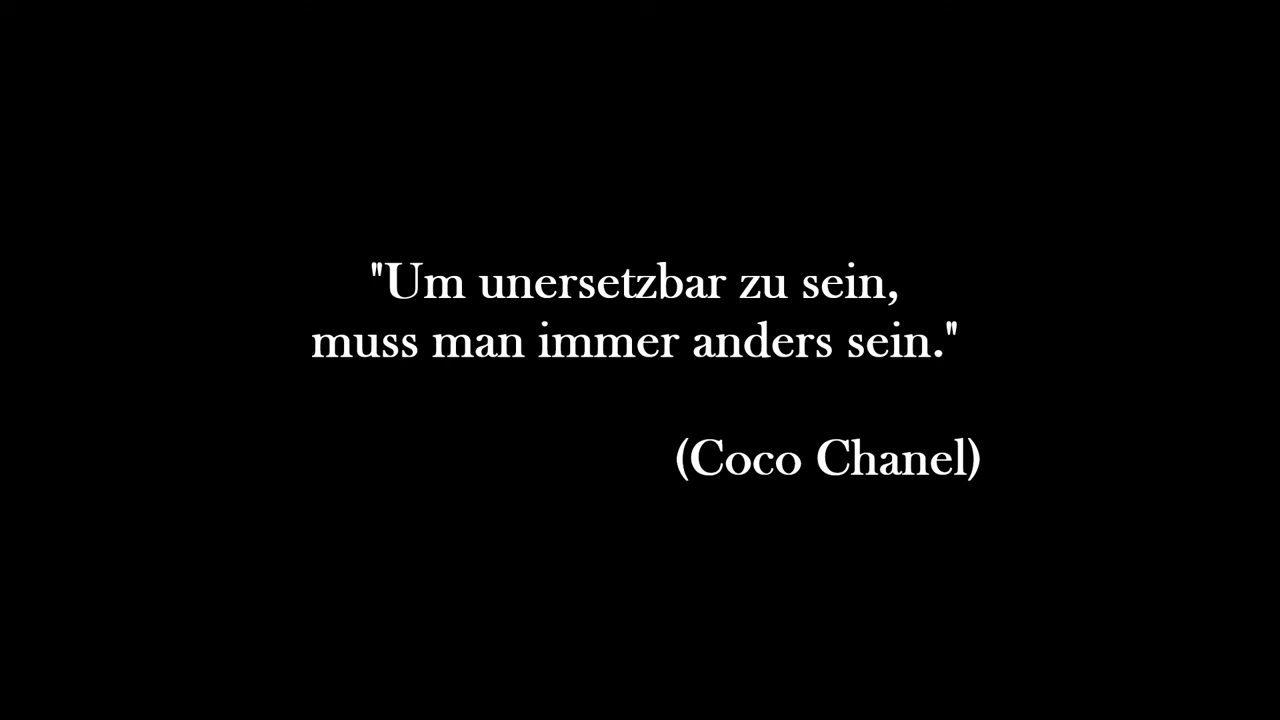 "Um unersetzbar zu sein,
muss man immer anders sein."
(Coco Chanel)